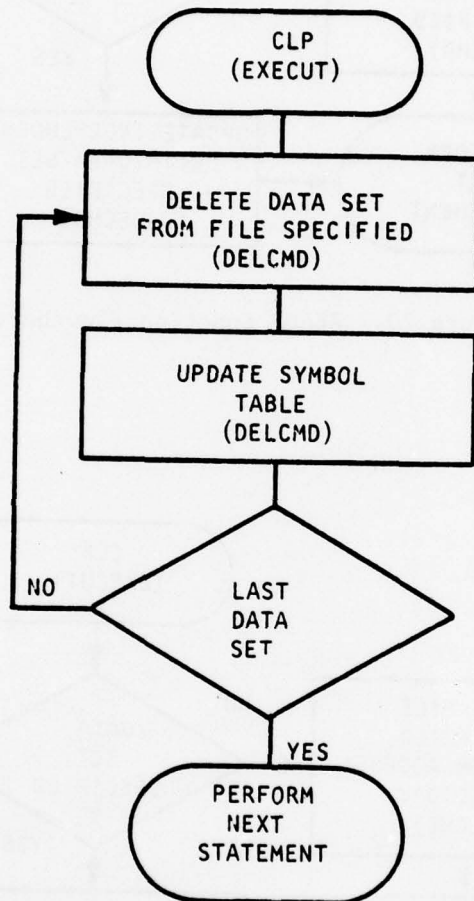 CLP
(EXECUT)
DELETE DATA SET
FROM FILE SPECIFIED
(DELCMD)
UPDATE SYMBOL
TABLE
(DELCMD)
NO
LAST
DATA
SET
YES
PERFORM
NEXT
STATEMENT